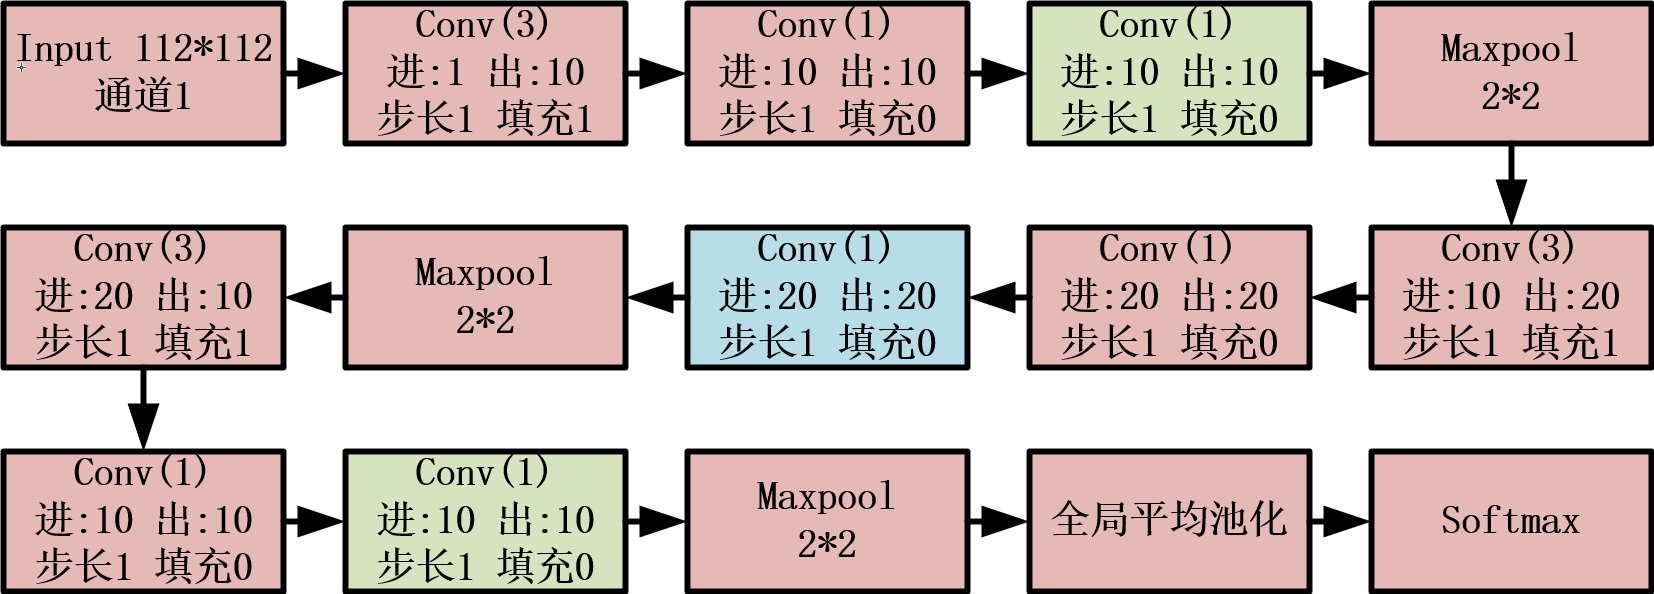 Input 112*112
通道1
Conv(3)
进:1 出:10
步长1 填充1
Conv(1)
进:10 出:10
步长1 填充0
Conv(1)
进:10 出:10
步长1 填充0
Maxpool
2*2
Conv(3)
进:10 出:20
步长1 填充1
Conv(1)
进:20 出:20
步长1 填充0
Conv(1)
进:20 出:20
步长1 填充0
Maxpool
2*2
Conv(3)
进:20 出:10
步长1 填充1
Conv(1)
进:10 出:10
步长1 填充0
Conv(1)
进:10 出:10
步长1 填充0
Maxpool
2*2
全局平均池化
Softmax